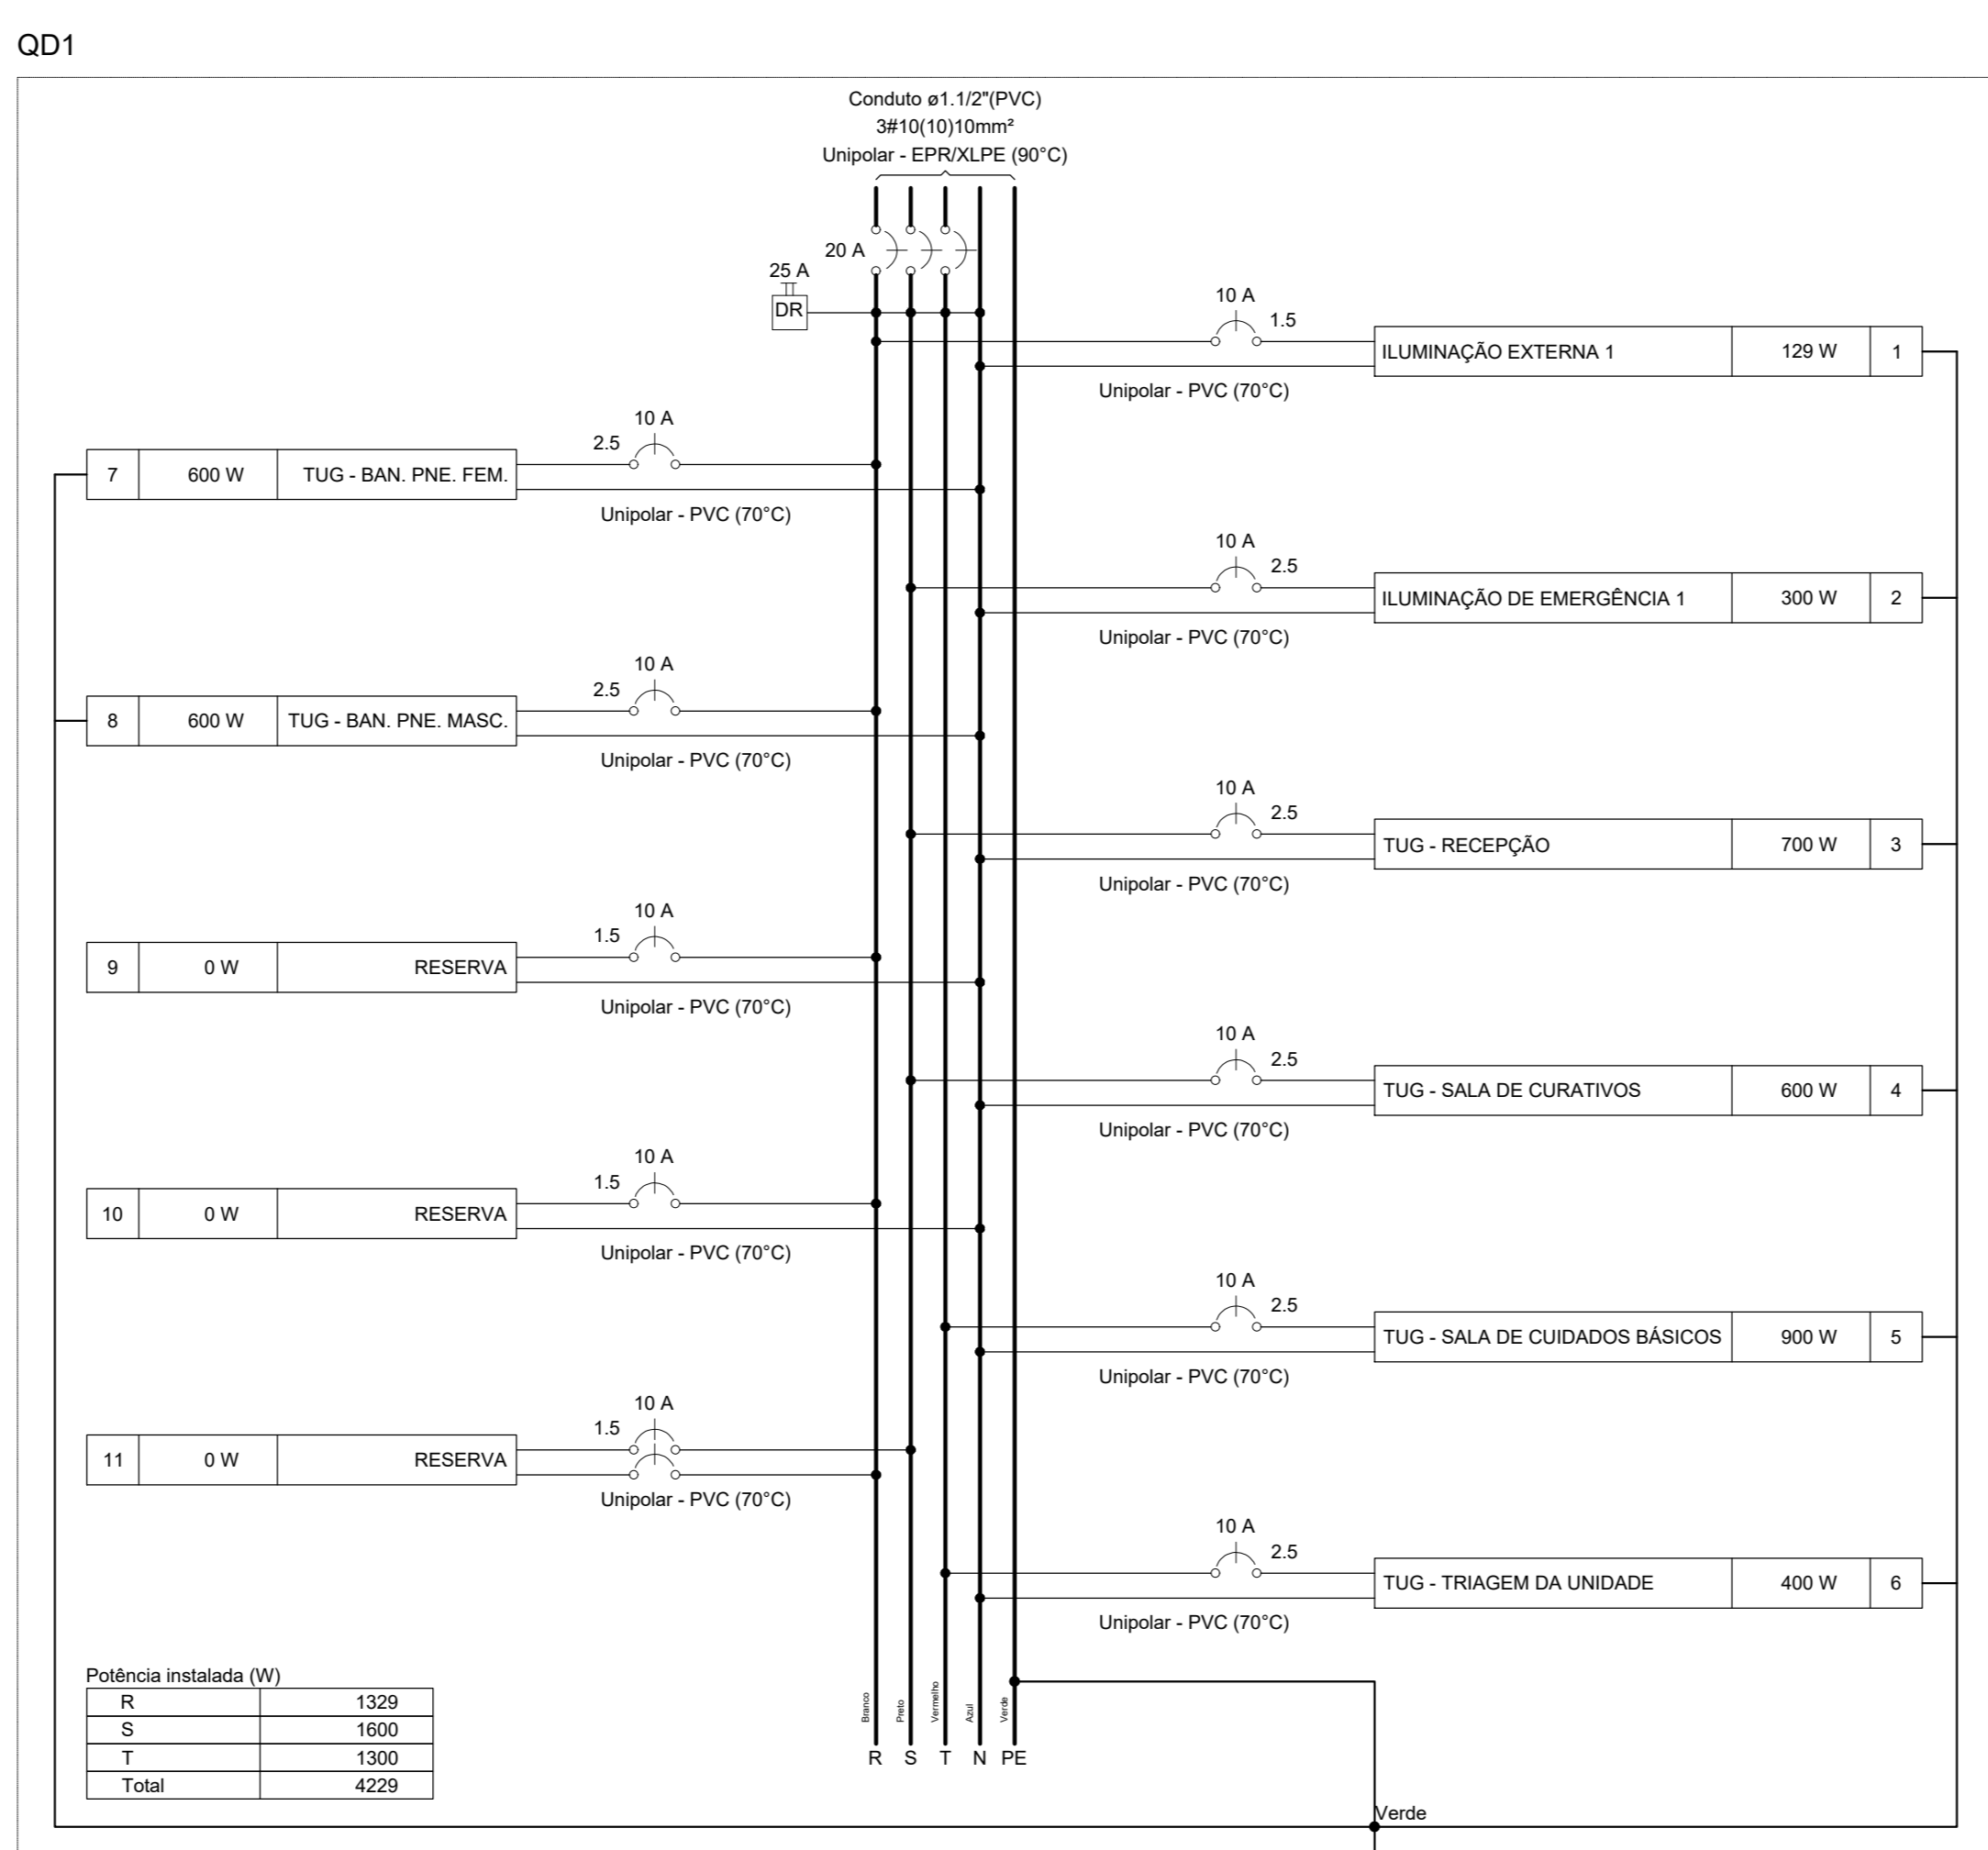 QD1
Conduto ø1.1/2"(PVC)
3#10(10)10mm²
Unipolar - EPR/XLPE (90°C)
20 A
25 A
DR
10 A
1.5
ILUMINAÇÃO EXTERNA 1 129 W 1
Unipolar - PVC (70°C)
10 A
2.5
7 600 W TUG - BAN. PNE. FEM.
Unipolar - PVC (70°C)
10 A
2.5
ILUMINAÇÃO DE EMERGÊNCIA 1 300 W 2
Unipolar - PVC (70°C)
10 A
2.5
8 600 W TUG - BAN. PNE. MASC.
Unipolar - PVC (70°C)
10 A
2.5
TUG - RECEPÇÃO 700 W 3
Unipolar - PVC (70°C)
10 A
1.5
9 0 W RESERVA
Unipolar - PVC (70°C)
10 A
2.5
TUG - SALA DE CURATIVOS 600 W 4
Unipolar - PVC (70°C)
10 A
1.5
10 0 W RESERVA
Unipolar - PVC (70°C)
10 A
2.5
TUG - SALA DE CUIDADOS BÁSICOS 900 W 5
Unipolar - PVC (70°C)
10 A
1.5
11 0 W RESERVA
Unipolar - PVC (70°C)
10 A
2.5
TUG - TRIAGEM DA UNIDADE 400 W 6
Unipolar - PVC (70°C)
Potência instalada (W)
R 1329
S 1600
T 1300
Total 4229
Branco
Preto
Vermelho
Azul
Verde
R S T N PE
Verde